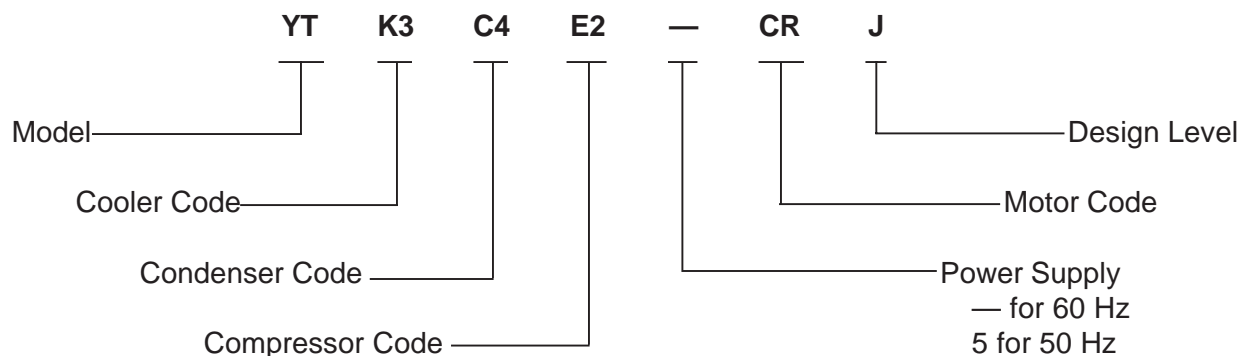 YT K3 C4 E2 — CR J
Model
Design Level
Cooler Code
Motor Code
Condenser Code
Power Supply
— for 60 Hz
Compressor Code
5 for 50 Hz